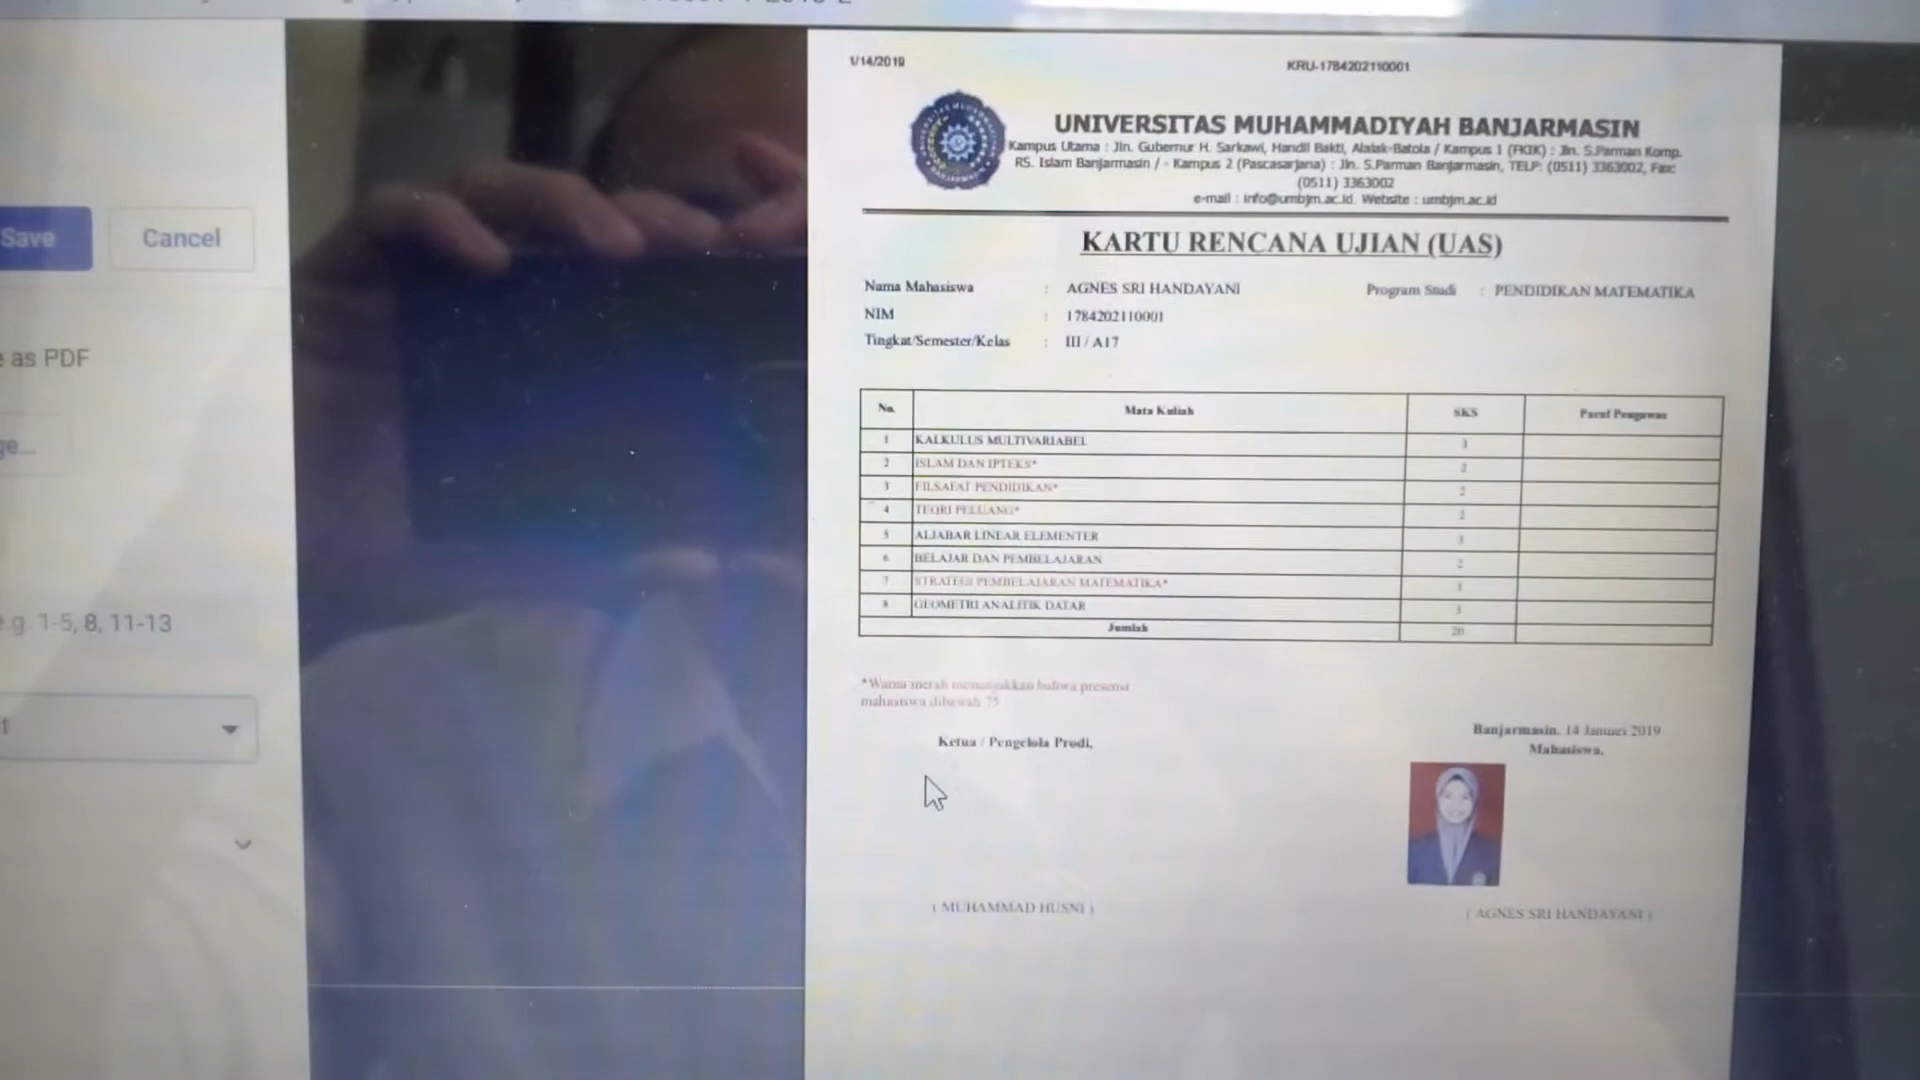 1/14/2019
KRU-1784202110001
UNIVERSITAS MUHAMMADIYAH BANJARMASIN
Kampus Utama : Jln. Gubernur H. Sarkawi, Handil Bakti, Alalak-Batola / Kampus 1 (FKIK) : Jln. S.Parman Komp.
RS. Islam Banjarmasin / - Kampus 2 (Pascasarjana) : Jln. S.Parman Banjarmasin, TELP: (0511) 3363002, Fax:
(0511) 3363002
e-mail : info@umbjm.ac.id. Website : umbjm.ac.id
KARTU RENCANA UJIAN (UAS)
Nama Mahasiswa : AGNES SRI HANDAYANI Program Studi : PENDIDIKAN MATEMATIKA
NIM : 1784202110001
Tingkat/Semester/Kelas : III / A17
No. Mata Kuliah SKS Paraf Pengawas
1 KALKULUS MULTIVARIABEL 3
2 ISLAM DAN IPTEKS* 2
3 FILSAFAT PENDIDIKAN* 2
4 TEORI PELUANG* 2
5 ALJABAR LINEAR ELEMENTER 3
6 BELAJAR DAN PEMBELAJARAN 2
7 STRATEGI PEMBELAJARAN MATEMATIKA* 3
8 GEOMETRI ANALITIK DATAR 3
Jumlah 20
*Warna merah menunjukkan bahwa presensi
mahasiswa dibawah 75
Banjarmasin, 14 Januari 2019
Ketua / Pengelola Prodi,
Mahasiswa,
( MUHAMMAD HUSNI )
( AGNES SRI HANDAYANI )
Save
Cancel
as PDF
e.g. 1-5, 8, 11-13